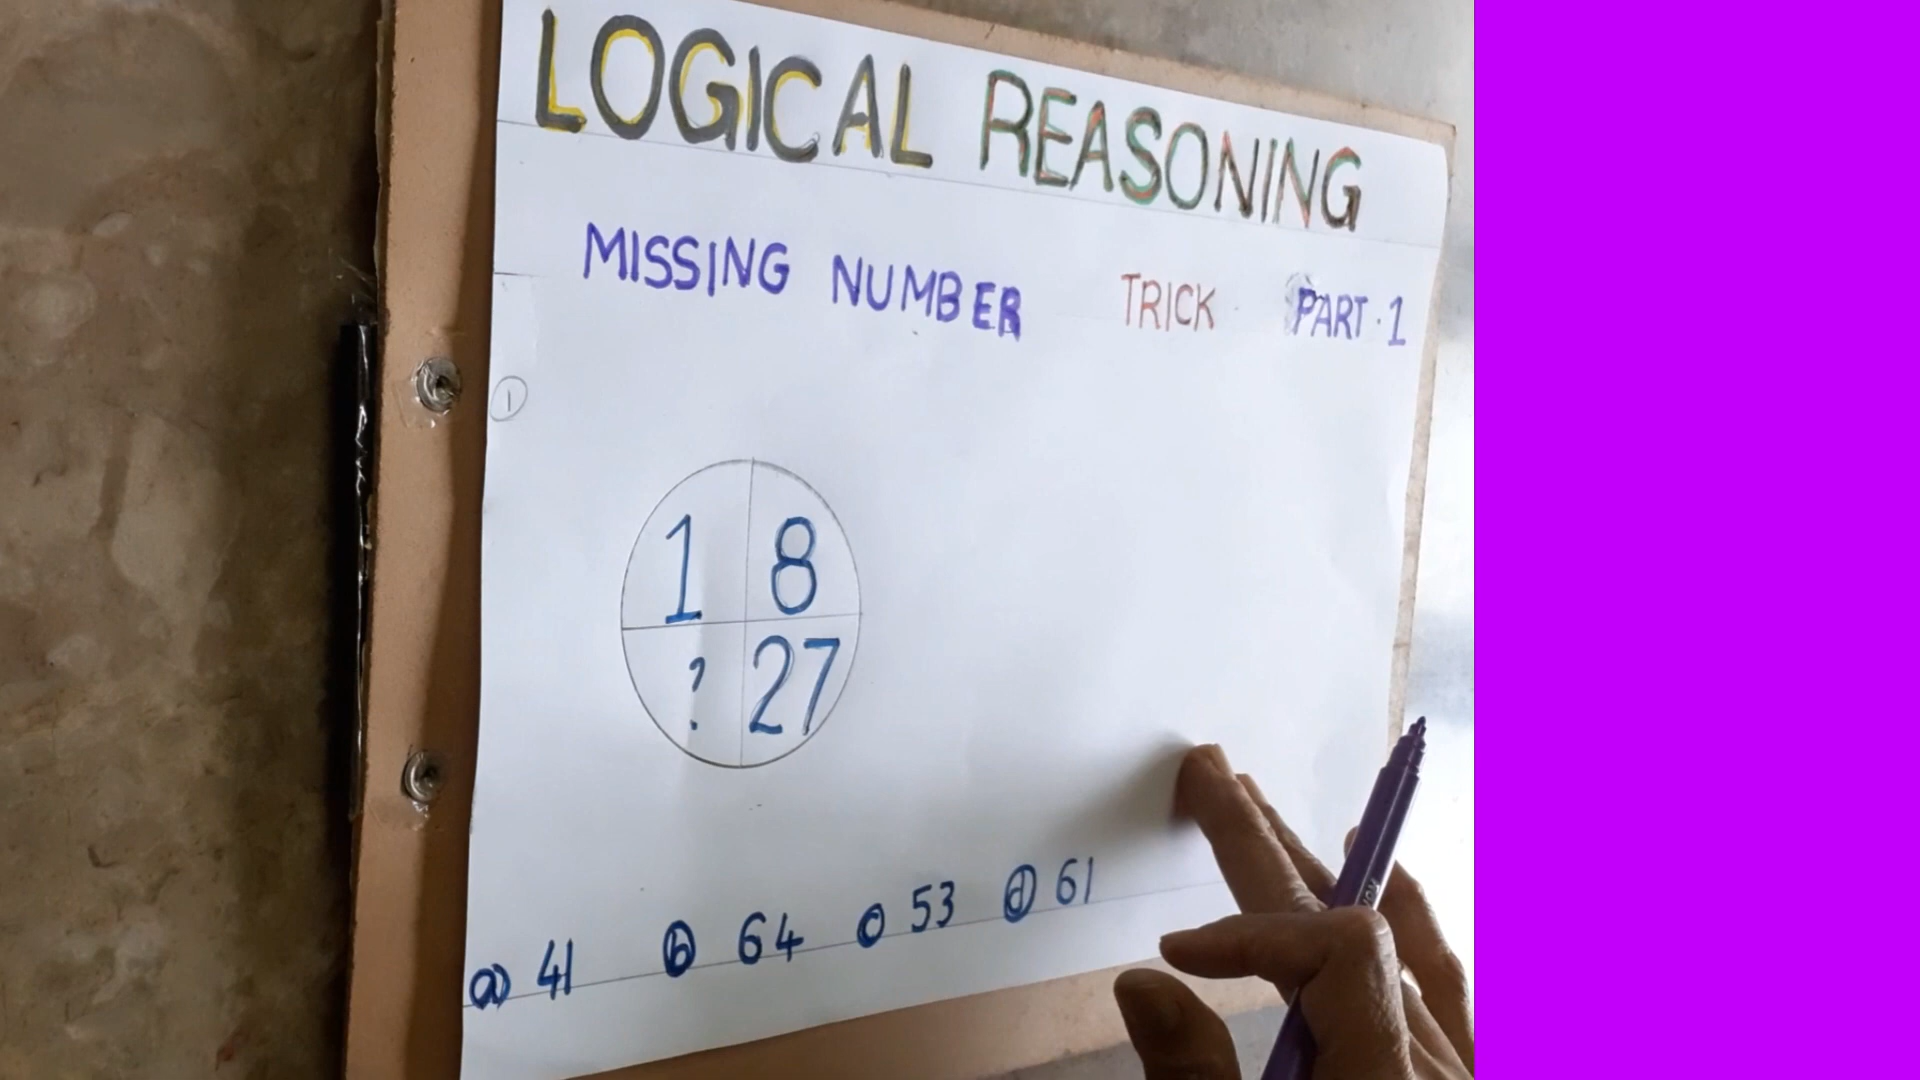 LOGICAL REASONING
MISSING NUMBER TRICK PART·1
1
1 8
? 27
a) 41 b 64 c 53 d 61